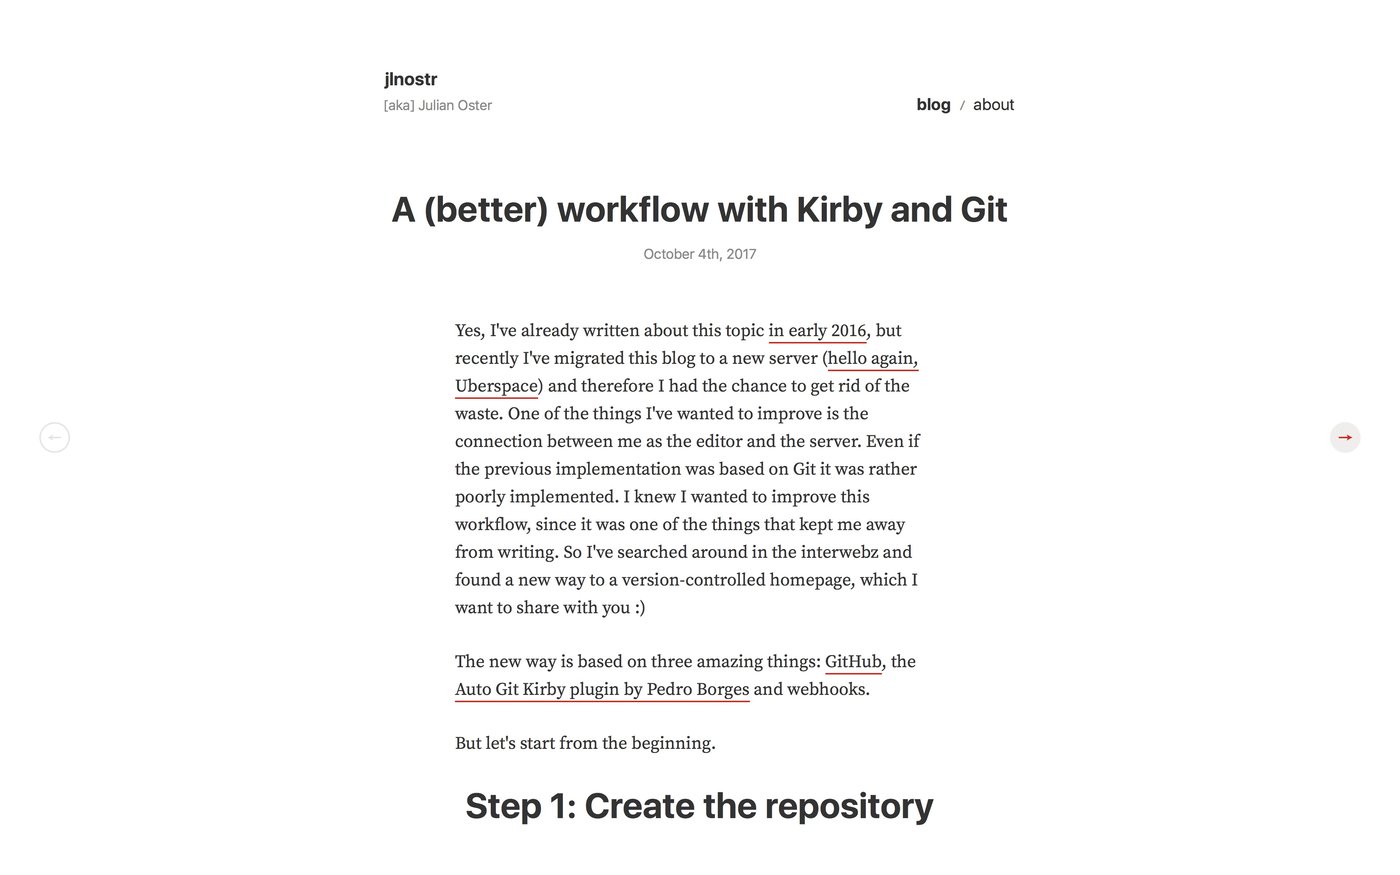 jlnostr
[aka] Julian Oster
blog / about
A (better) workflow with Kirby and Git
October 4th, 2017
Yes, I've already written about this topic in early 2016, but
recently I've migrated this blog to a new server (hello again,
Uberspace) and therefore I had the chance to get rid of the
waste. One of the things I've wanted to improve is the
connection between me as the editor and the server. Even if
the previous implementation was based on Git it was rather
poorly implemented. I knew I wanted to improve this
workflow, since it was one of the things that kept me away
from writing. So I've searched around in the interwebz and
found a new way to a version-controlled homepage, which I
want to share with you :)
The new way is based on three amazing things: GitHub, the
Auto Git Kirby plugin by Pedro Borges and webhooks.
But let's start from the beginning.
Step 1: Create the repository